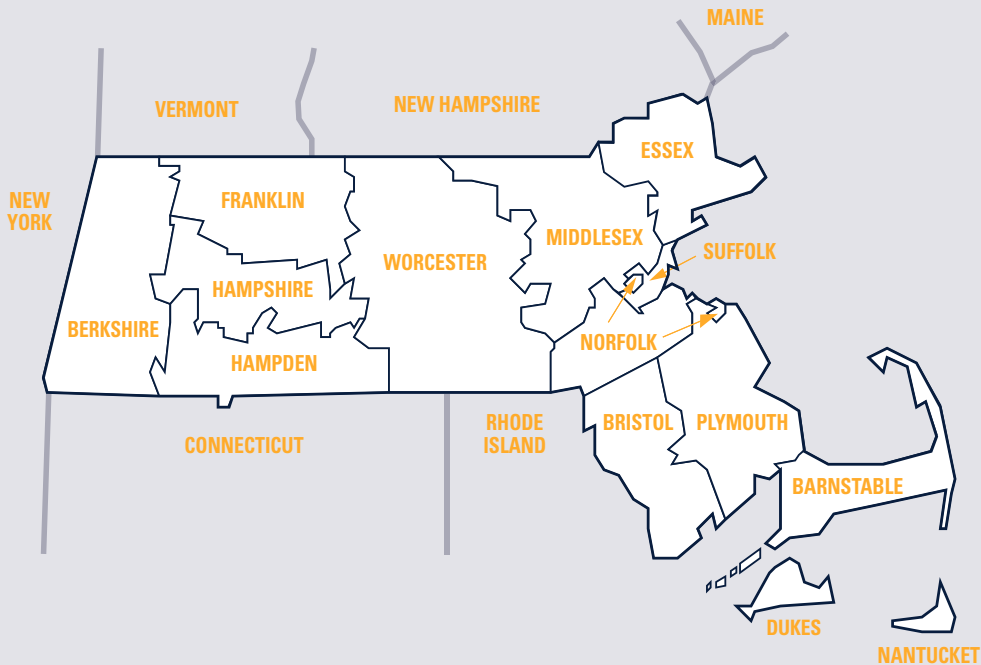 MAINE
VERMONT
NEW HAMPSHIRE
ESSEX
NEW
YORK
FRANKLIN
MIDDLESEX
SUFFOLK
WORCESTER
HAMPSHIRE
BERKSHIRE
NORFOLK
HAMPDEN
RHODE
ISLAND
BRISTOL
PLYMOUTH
CONNECTICUT
BARNSTABLE
DUKES
NANTUCKET